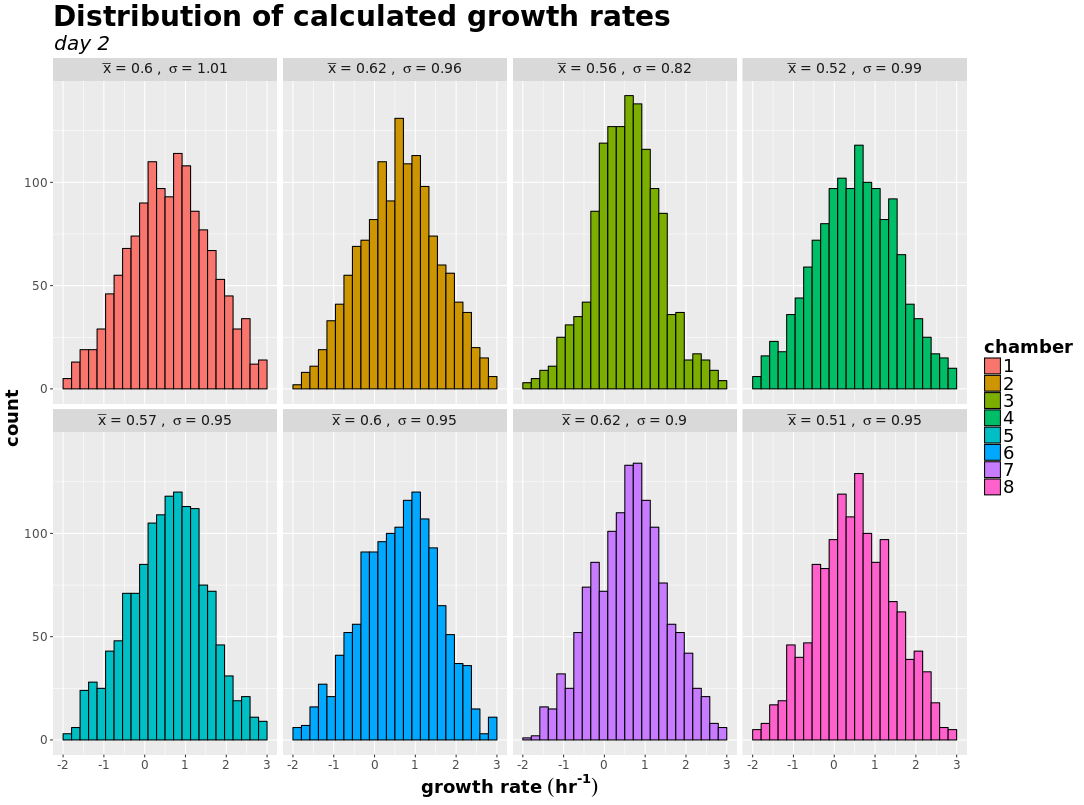 Distribution of calculated growth rates
day 2
x̅ = 0.6 , σ = 1.01
x̅ = 0.62 , σ = 0.96
x̅ = 0.56 , σ = 0.82
x̅ = 0.52 , σ = 0.99
100
50
0
x̅ = 0.57 , σ = 0.95
x̅ = 0.6 , σ = 0.95
x̅ = 0.62 , σ = 0.9
x̅ = 0.51 , σ = 0.95
100
50
0
-2 -1 0 1 2 3
-2 -1 0 1 2 3
-2 -1 0 1 2 3
-2 -1 0 1 2 3
count
growth rate (hr⁻¹)
chamber
1
2
3
4
5
6
7
8